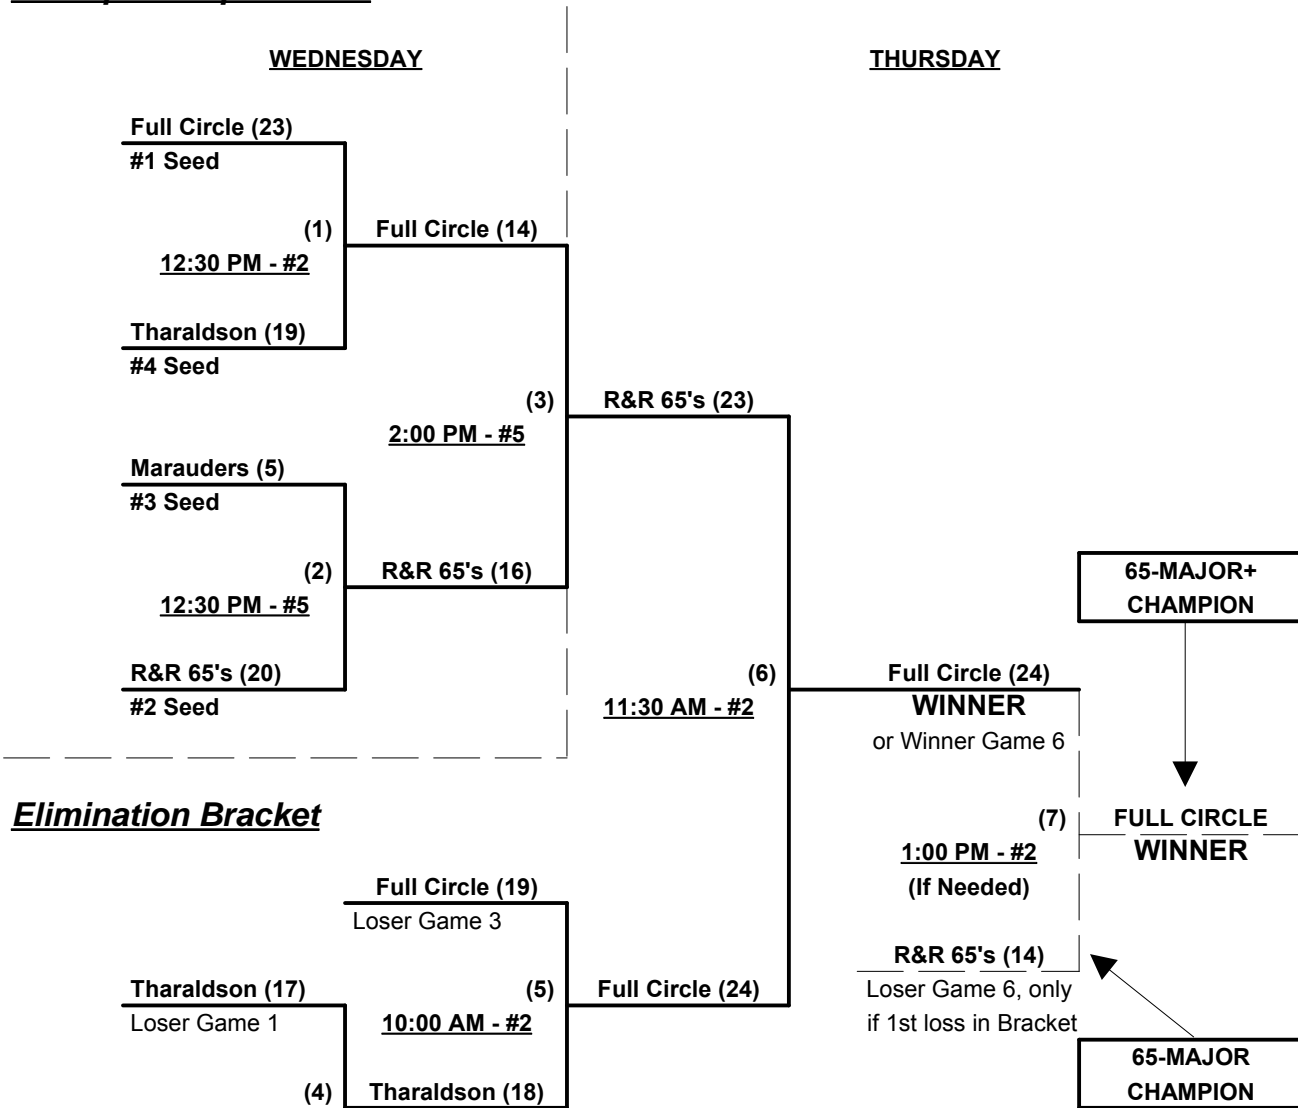 WEDNESDAY
THURSDAY
Full Circle (23)
#1 Seed
(1)
Full Circle (14)
12:30 PM - #2
Tharaldson (19)
#4 Seed
(3)
R&R 65's (23)
2:00 PM - #5
Marauders (5)
#3 Seed
(2)
R&R 65's (16)
12:30 PM - #5
R&R 65's (20)
#2 Seed
65-MAJOR+
CHAMPION
(6)
Full Circle (24)
11:30 AM - #2
WINNER
or Winner Game 6
Elimination Bracket
(7)
FULL CIRCLE
WINNER
1:00 PM - #2
(If Needed)
Full Circle (19)
Loser Game 3
R&R 65's (14)
Loser Game 6, only
if 1st loss in Bracket
Tharaldson (17)
Loser Game 1
(5)
Full Circle (24)
10:00 AM - #2
65-MAJOR
CHAMPION
(4)
Tharaldson (18)